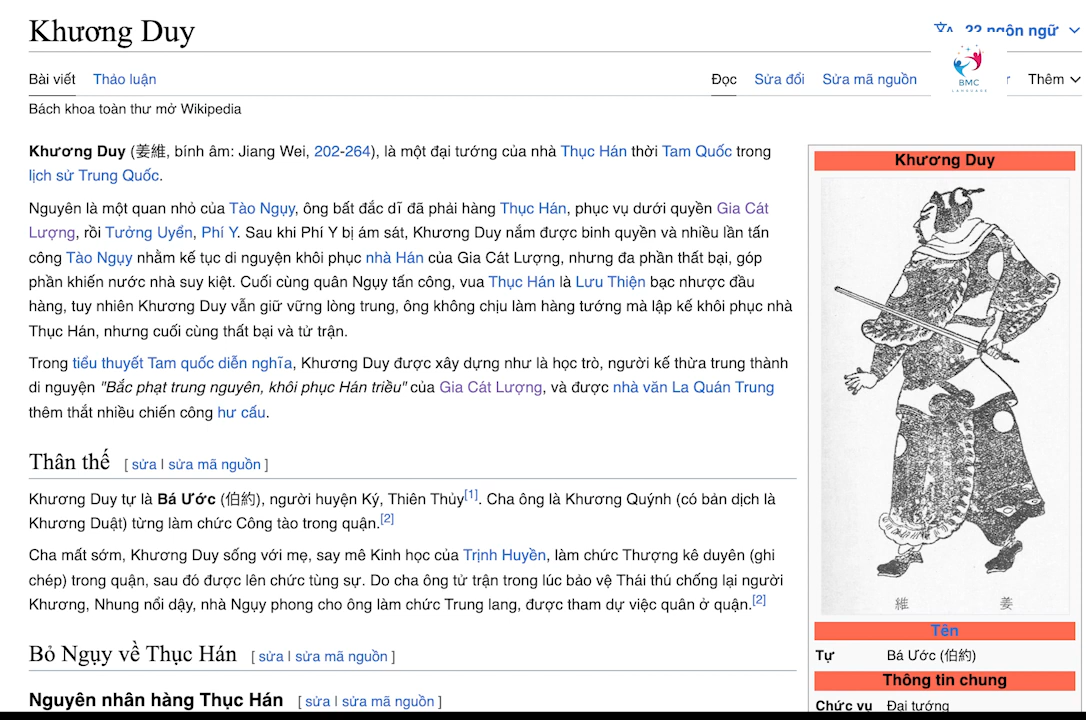 Khương Duy
22 ngôn ngữ
Bài viết Thảo luận Đọc Sửa đổi Sửa mã nguồn Thêm
BMC
LANGUAGE
Bách khoa toàn thư mở Wikipedia
Khương Duy (姜維, bính âm: Jiang Wei, 202-264), là một đại tướng của nhà Thục Hán thời Tam Quốc trong
lịch sử Trung Quốc.
Nguyên là một quan nhỏ của Tào Ngụy, ông bất đắc dĩ đã phải hàng Thục Hán, phục vụ dưới quyền Gia Cát
Lượng, rồi Tưởng Uyển, Phí Y. Sau khi Phí Y bị ám sát, Khương Duy nắm được binh quyền và nhiều lần tấn
công Tào Ngụy nhằm kế tục di nguyện khôi phục nhà Hán của Gia Cát Lượng, nhưng đa phần thất bại, góp
phần khiến nước nhà suy kiệt. Cuối cùng quân Ngụy tấn công, vua Thục Hán là Lưu Thiện bạc nhược đầu
hàng, tuy nhiên Khương Duy vẫn giữ vững lòng trung, ông không chịu làm hàng tướng mà lập kế khôi phục nhà
Thục Hán, nhưng cuối cùng thất bại và tử trận.
Trong tiểu thuyết Tam quốc diễn nghĩa, Khương Duy được xây dựng như là học trò, người kế thừa trung thành
di nguyện "Bắc phạt trung nguyên, khôi phục Hán triều" của Gia Cát Lượng, và được nhà văn La Quán Trung
thêm thắt nhiều chiến công hư cấu.
Thân thế [ sửa | sửa mã nguồn ]
Khương Duy tự là Bá Ước (伯約), người huyện Ký, Thiên Thủy[1]. Cha ông là Khương Quýnh (có bản dịch là
Khương Duật) từng làm chức Công tào trong quận.[2]
Cha mất sớm, Khương Duy sống với mẹ, say mê Kinh học của Trịnh Huyền, làm chức Thượng kê duyên (ghi
chép) trong quận, sau đó được lên chức tùng sự. Do cha ông tử trận trong lúc bảo vệ Thái thú chống lại người
Khương, Nhung nổi dậy, nhà Ngụy phong cho ông làm chức Trung lang, được tham dự việc quân ở quận.[2]
Bỏ Ngụy về Thục Hán [ sửa | sửa mã nguồn ]
Nguyên nhân hàng Thục Hán [ sửa | sửa mã nguồn ]
Khương Duy
維 姜
Tên
Tự Bá Ước (伯約)
Thông tin chung
Chức vụ Đại tướng